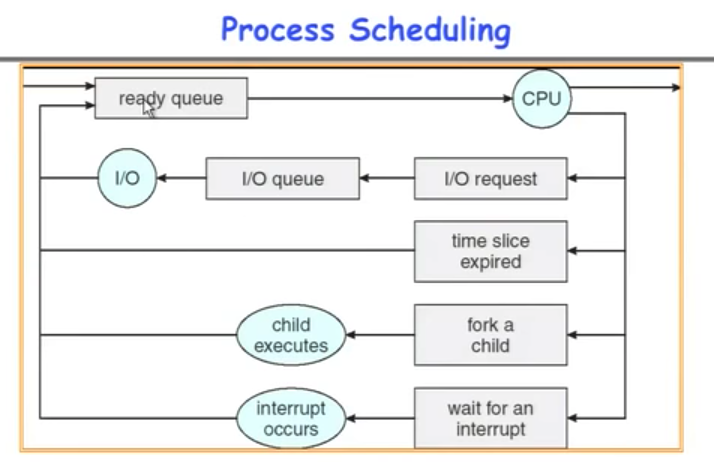 Process Scheduling
ready queue
CPU
I/O
I/O queue
I/O request
time slice
expired
child
executes
fork a
child
interrupt
occurs
wait for an
interrupt